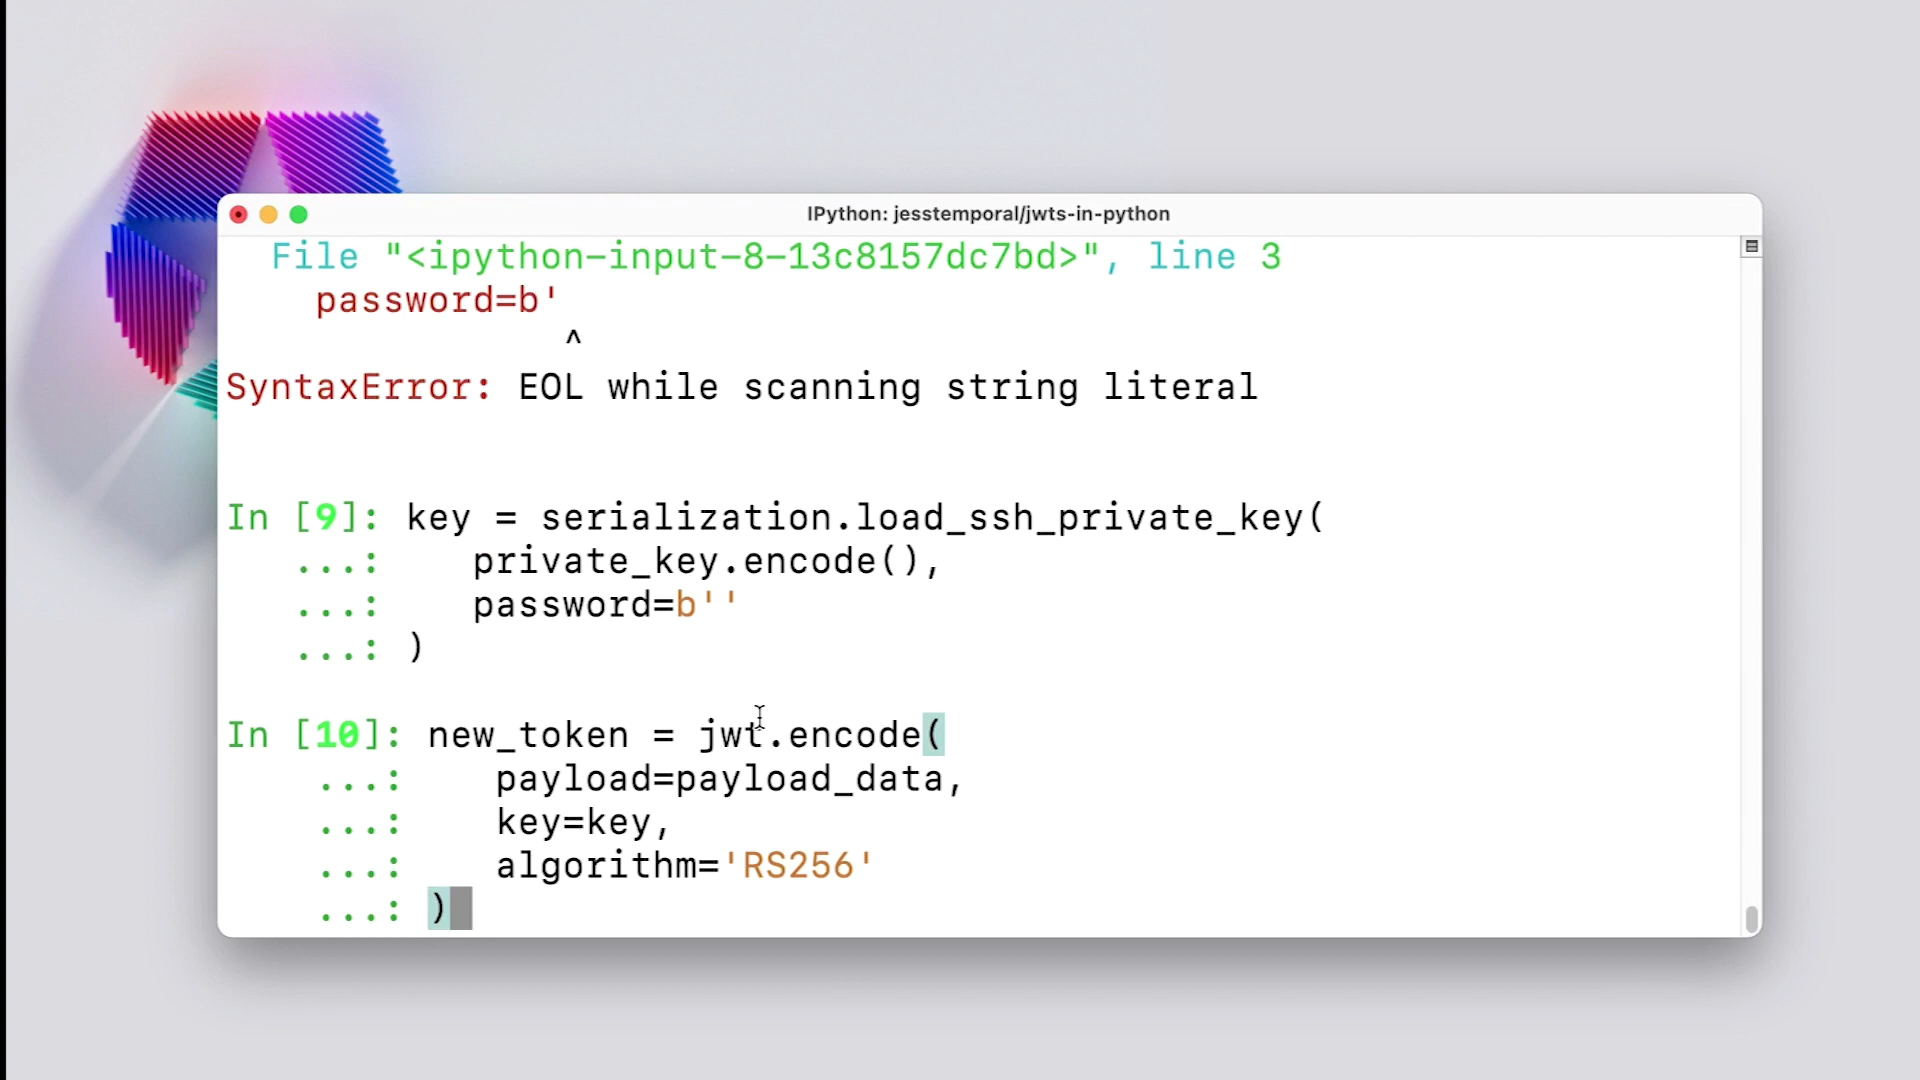 IPython: jesstemporal/jwts-in-python
File "<ipython-input-8-13c8157dc7bd>", line 3
password=b'
^
SyntaxError: EOL while scanning string literal
In [9]: key = serialization.load_ssh_private_key(
...: private_key.encode(),
...: password=b''
...: )
In [10]: new_token = jwt.encode(
...: payload=payload_data,
...: key=key,
...: algorithm='RS256'
...: )